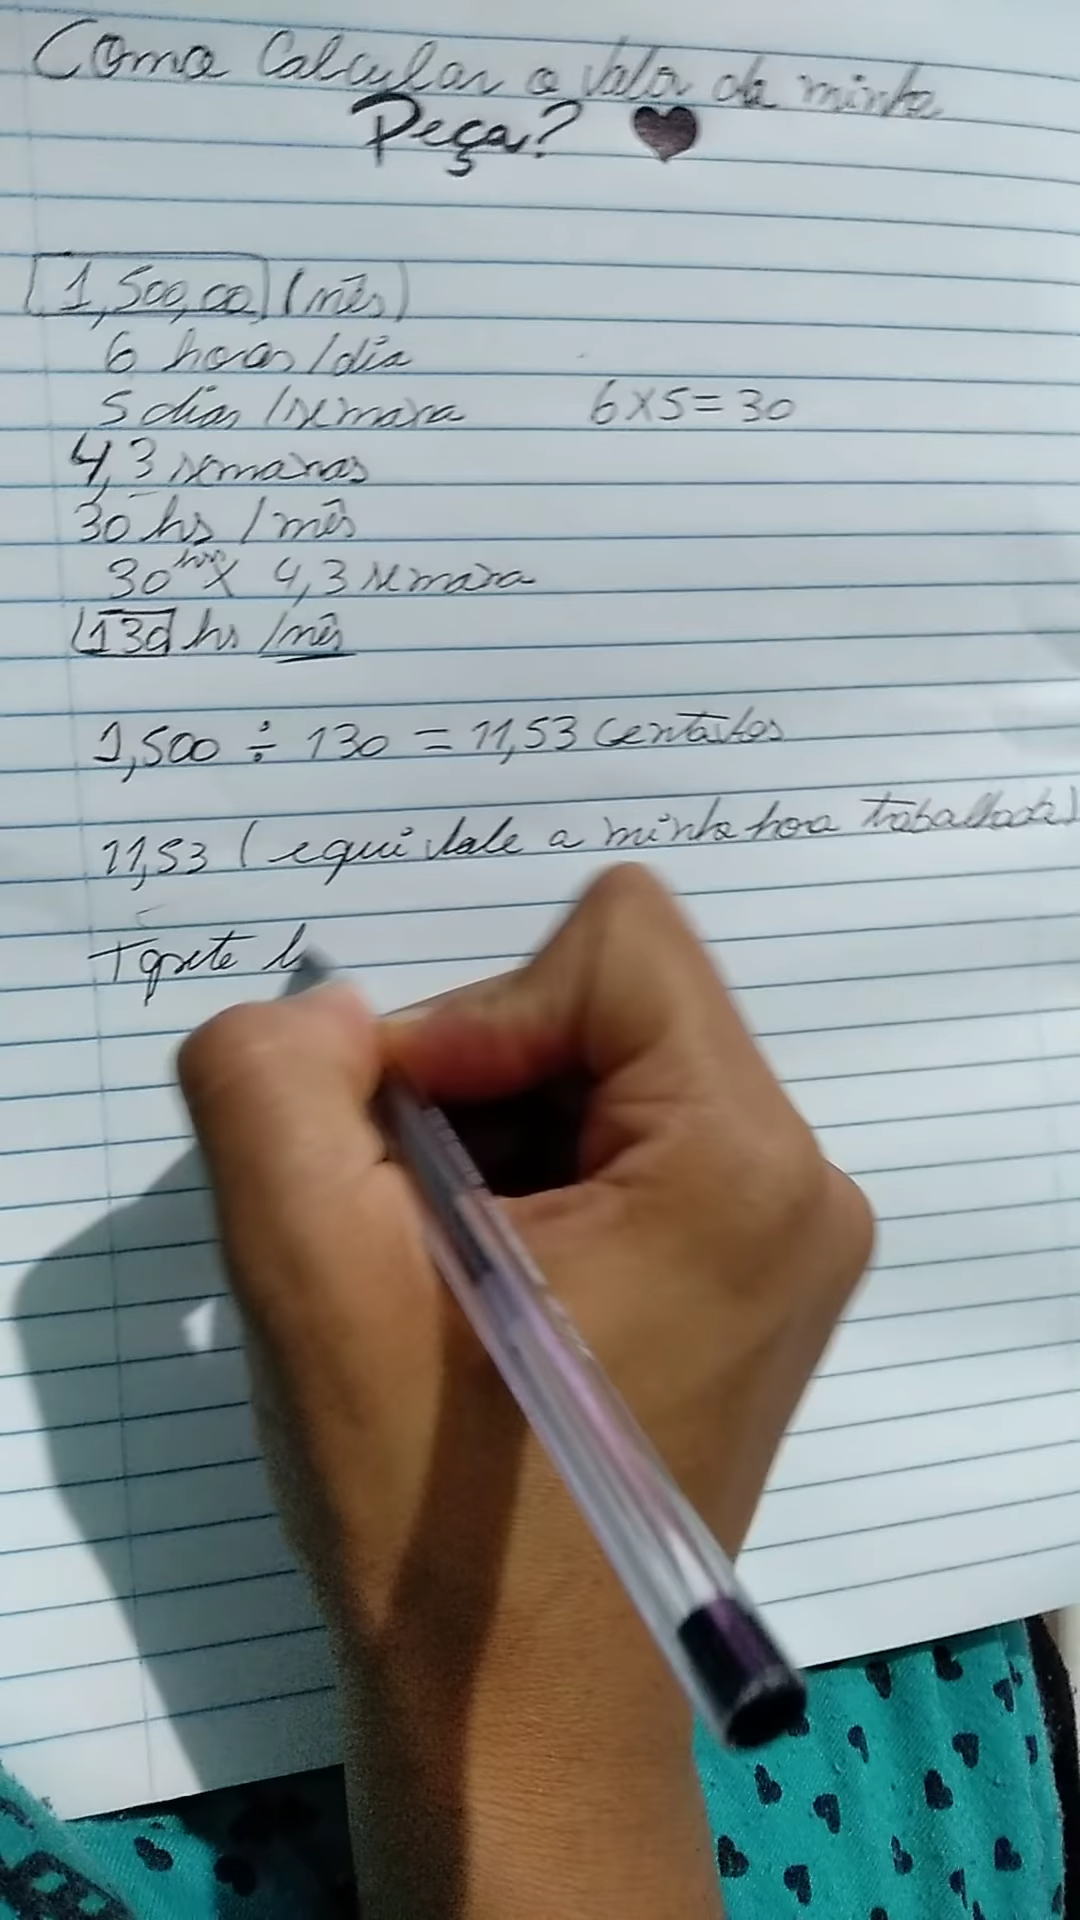 Como Calcular o valor da minha
Peça?
1,500,00 (mês)
6 horas/dia
5 dias/semana 6x5=30
4,3 semanas
30 hs/mês
30 hrs x 4,3 semana
130 hs/mês
1,500 ÷ 130 = 11,53 centavos
11,53 (equivale a minha hora trabalhada)
Tapete